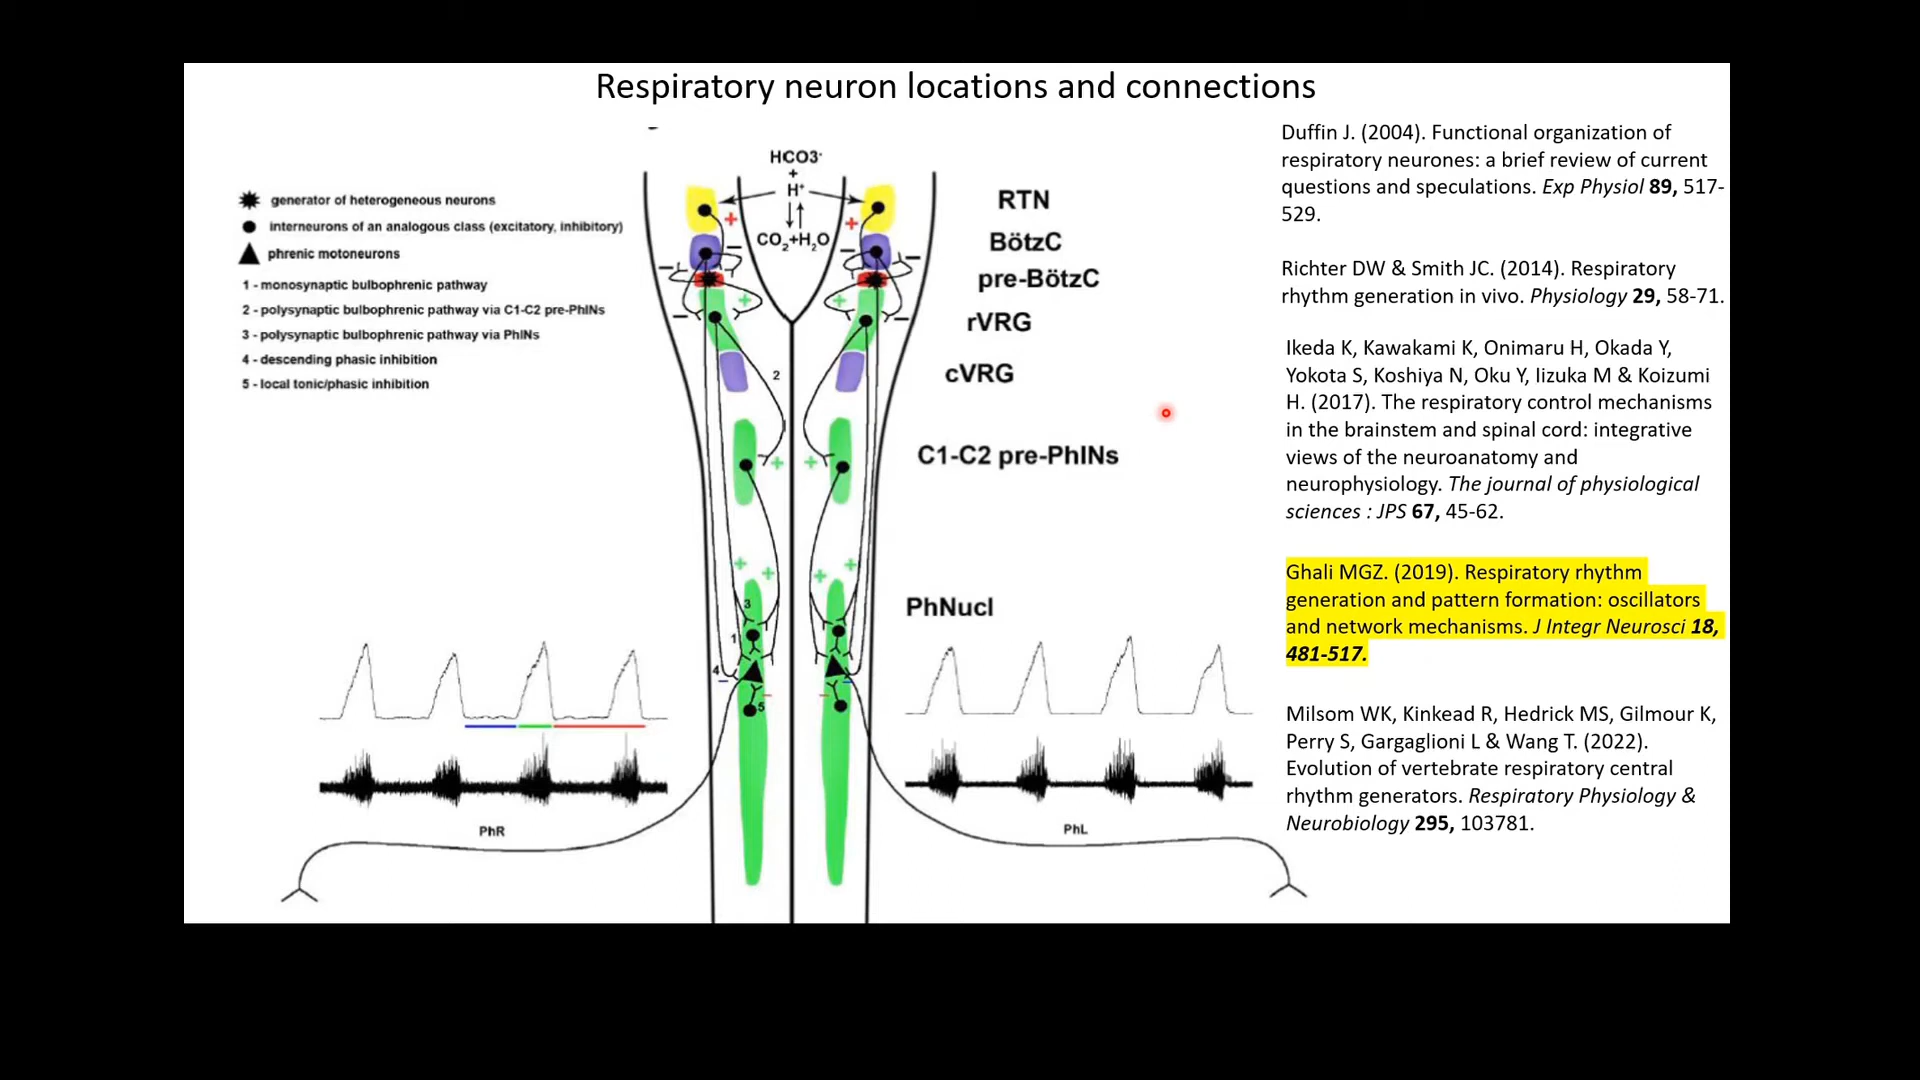 Respiratory neuron locations and connections
generator of heterogeneous neurons
interneurons of an analogous class (excitatory, inhibitory)
phrenic motoneurons
1 - monosynaptic bulbophrenic pathway
2 - polysynaptic bulbophrenic pathway via C1-C2 pre-PhINs
3 - polysynaptic bulbophrenic pathway via PhINs
4 - descending phasic inhibition
5 - local tonic/phasic inhibition
HCO3-
+
H+
CO2+H2O
+
+
−
−
−
−
+
+
−
−
2
+
+
+
+
+
+
3
1
4
−
−
5
−
−
RTN
BötzC
pre-BötzC
rVRG
cVRG
C1-C2 pre-PhINs
PhNucl
PhR
PhL
Duffin J. (2004). Functional organization of
respiratory neurones: a brief review of current
questions and speculations. Exp Physiol 89, 517-
529.
Richter DW & Smith JC. (2014). Respiratory
rhythm generation in vivo. Physiology 29, 58-71.
Ikeda K, Kawakami K, Onimaru H, Okada Y,
Yokota S, Koshiya N, Oku Y, Iizuka M & Koizumi
H. (2017). The respiratory control mechanisms
in the brainstem and spinal cord: integrative
views of the neuroanatomy and
neurophysiology. The journal of physiological
sciences : JPS 67, 45-62.
Ghali MGZ. (2019). Respiratory rhythm
generation and pattern formation: oscillators
and network mechanisms. J Integr Neurosci 18,
481-517.
Milsom WK, Kinkead R, Hedrick MS, Gilmour K,
Perry S, Gargaglioni L & Wang T. (2022).
Evolution of vertebrate respiratory central
rhythm generators. Respiratory Physiology &
Neurobiology 295, 103781.